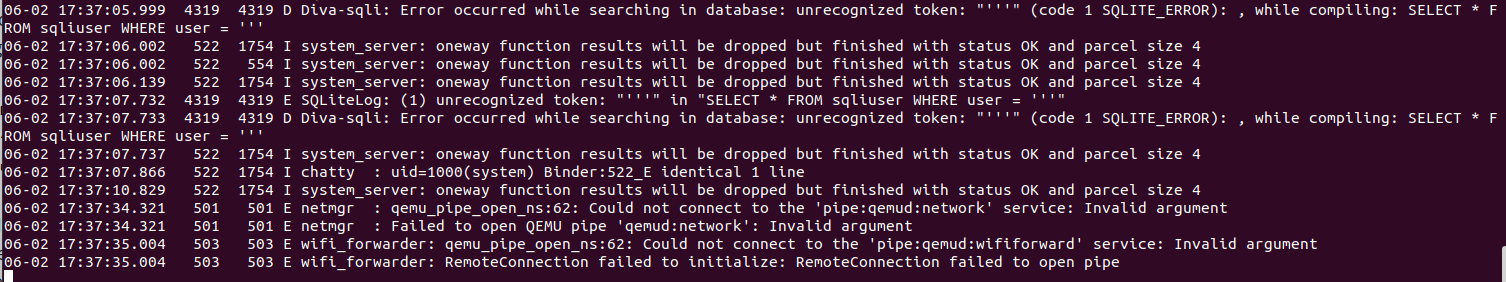 06-02 17:37:05.999  4319  4319 D Diva-sqli: Error occurred while searching in database: unrecognized token: "'''" (code 1 SQLITE_ERROR): , while compiling: SELECT * F
ROM sqliuser WHERE user = '''
06-02 17:37:06.002   522  1754 I system_server: oneway function results will be dropped but finished with status OK and parcel size 4
06-02 17:37:06.002   522   554 I system_server: oneway function results will be dropped but finished with status OK and parcel size 4
06-02 17:37:06.139   522  1754 I system_server: oneway function results will be dropped but finished with status OK and parcel size 4
06-02 17:37:07.732  4319  4319 E SQLiteLog: (1) unrecognized token: "'''" in "SELECT * FROM sqliuser WHERE user = '''"
06-02 17:37:07.733  4319  4319 D Diva-sqli: Error occurred while searching in database: unrecognized token: "'''" (code 1 SQLITE_ERROR): , while compiling: SELECT * F
ROM sqliuser WHERE user = '''
06-02 17:37:07.737   522  1754 I system_server: oneway function results will be dropped but finished with status OK and parcel size 4
06-02 17:37:07.866   522  1754 I chatty  : uid=1000(system) Binder:522_E identical 1 line
06-02 17:37:10.829   522  1754 I system_server: oneway function results will be dropped but finished with status OK and parcel size 4
06-02 17:37:34.321   501   501 E netmgr  : qemu_pipe_open_ns:62: Could not connect to the 'pipe:qemud:network' service: Invalid argument
06-02 17:37:34.321   501   501 E netmgr  : Failed to open QEMU pipe 'qemud:network': Invalid argument
06-02 17:37:35.004   503   503 E wifi_forwarder: qemu_pipe_open_ns:62: Could not connect to the 'pipe:qemud:wififorward' service: Invalid argument
06-02 17:37:35.004   503   503 E wifi_forwarder: RemoteConnection failed to initialize: RemoteConnection failed to open pipe